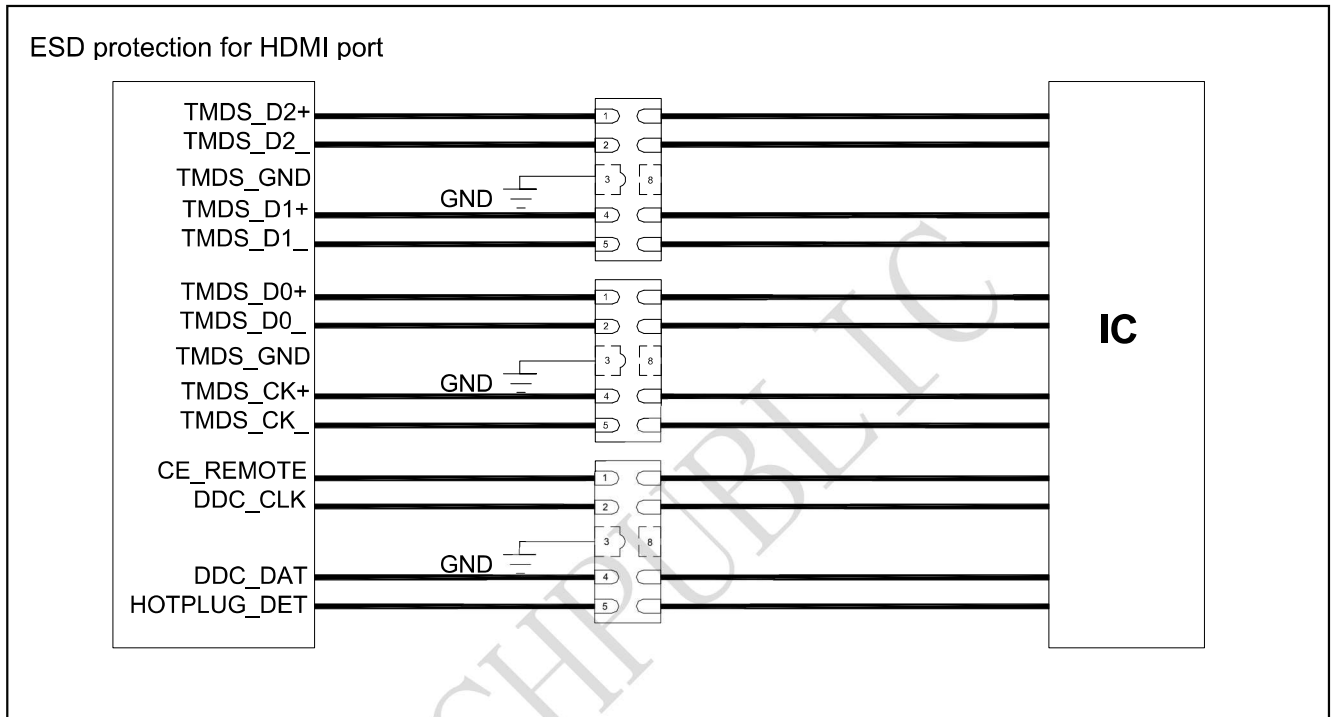 ESD protection for HDMI port
TMDS_D2+
1
TMDS_D2_
2
TMDS_GND
3
8
GND
TMDS_D1+
4
TMDS_D1_
5
TMDS_D0+
1
TMDS_D0_
2
TMDS_GND
3
8
GND
TMDS_CK+
4
TMDS_CK_
5
CE_REMOTE
1
DDC_CLK
2
3
8
GND
DDC_DAT
4
HOTPLUG_DET
5
IC
CHPUBLIC